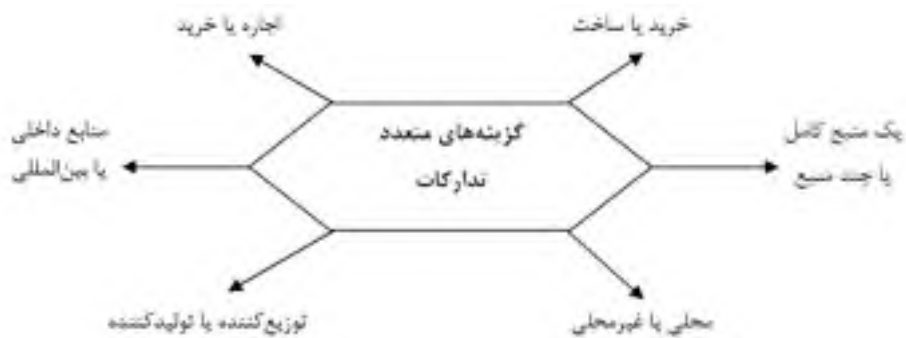 خرید یا ساخت
اجاره یا خرید
گزینه‌های متعدد
تدارکات
یک منبع کامل
یا چند منبع
منابع داخلی
یا بین‌المللی
محلی یا غیرمحلی
توزیع‌کننده یا تولیدکننده